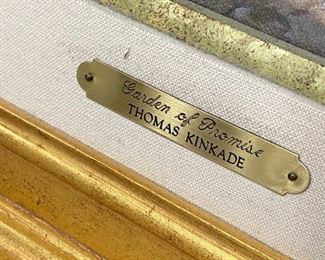 Garden of Promise
THOMAS KINKADE